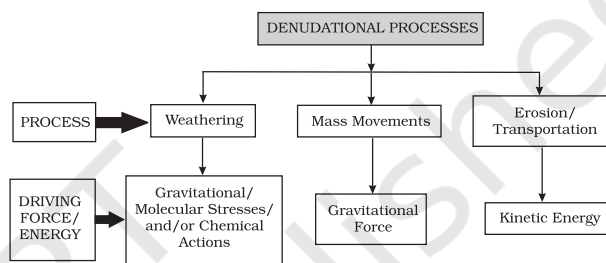 DENUDATIONAL PROCESSES
PROCESS
Weathering
Mass Movements
Erosion/
Transportation
DRIVING
FORCE/
ENERGY
Gravitational/
Molecular Stresses/
and/or Chemical
Actions
Gravitational
Force
Kinetic Energy